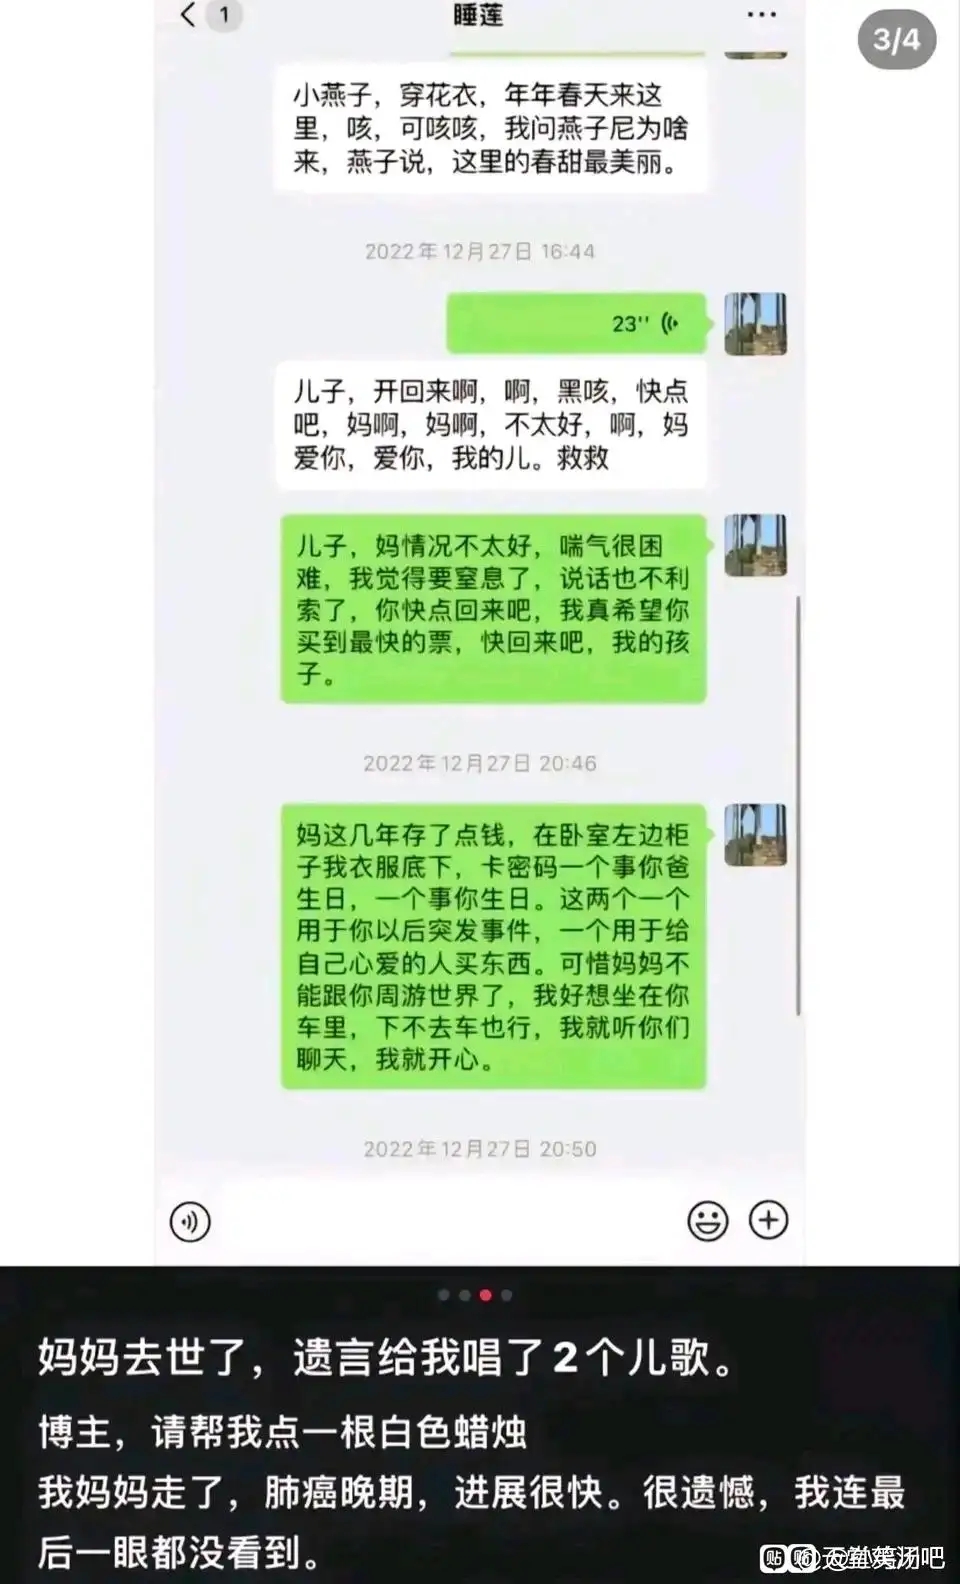 1
睡莲
3/4
小燕子，穿花衣，年年春天来这
里，咳，可咳咳，我问燕子尼为啥
来，燕子说，这里的春甜最美丽。
2022年12月27日 16:44
23''
儿子，开回来啊，啊，黑咳，快点
吧，妈啊，妈啊，不太好，啊，妈
爱你，爱你，我的儿。救救
儿子，妈情况不太好，喘气很困
难，我觉得要窒息了，说话也不利
索了，你快点回来吧，我真希望你
买到最快的票，快回来吧，我的孩
子。
2022年12月27日 20:46
妈这几年存了点钱，在卧室左边柜
子我衣服底下，卡密码一个事你爸
生日，一个事你生日。这两个一个
用于你以后突发事件，一个用于给
自己心爱的人买东西。可惜妈妈不
能跟你周游世界了，我好想坐在你
车里，下不去车也行，我就听你们
聊天，我就开心。
2022年12月27日 20:50
妈妈去世了，遗言给我唱了2个儿歌。
博主，请帮我点一根白色蜡烛
我妈妈走了，肺癌晚期，进展很快。很遗憾，我连最
后一眼都没看到。
贴 贴